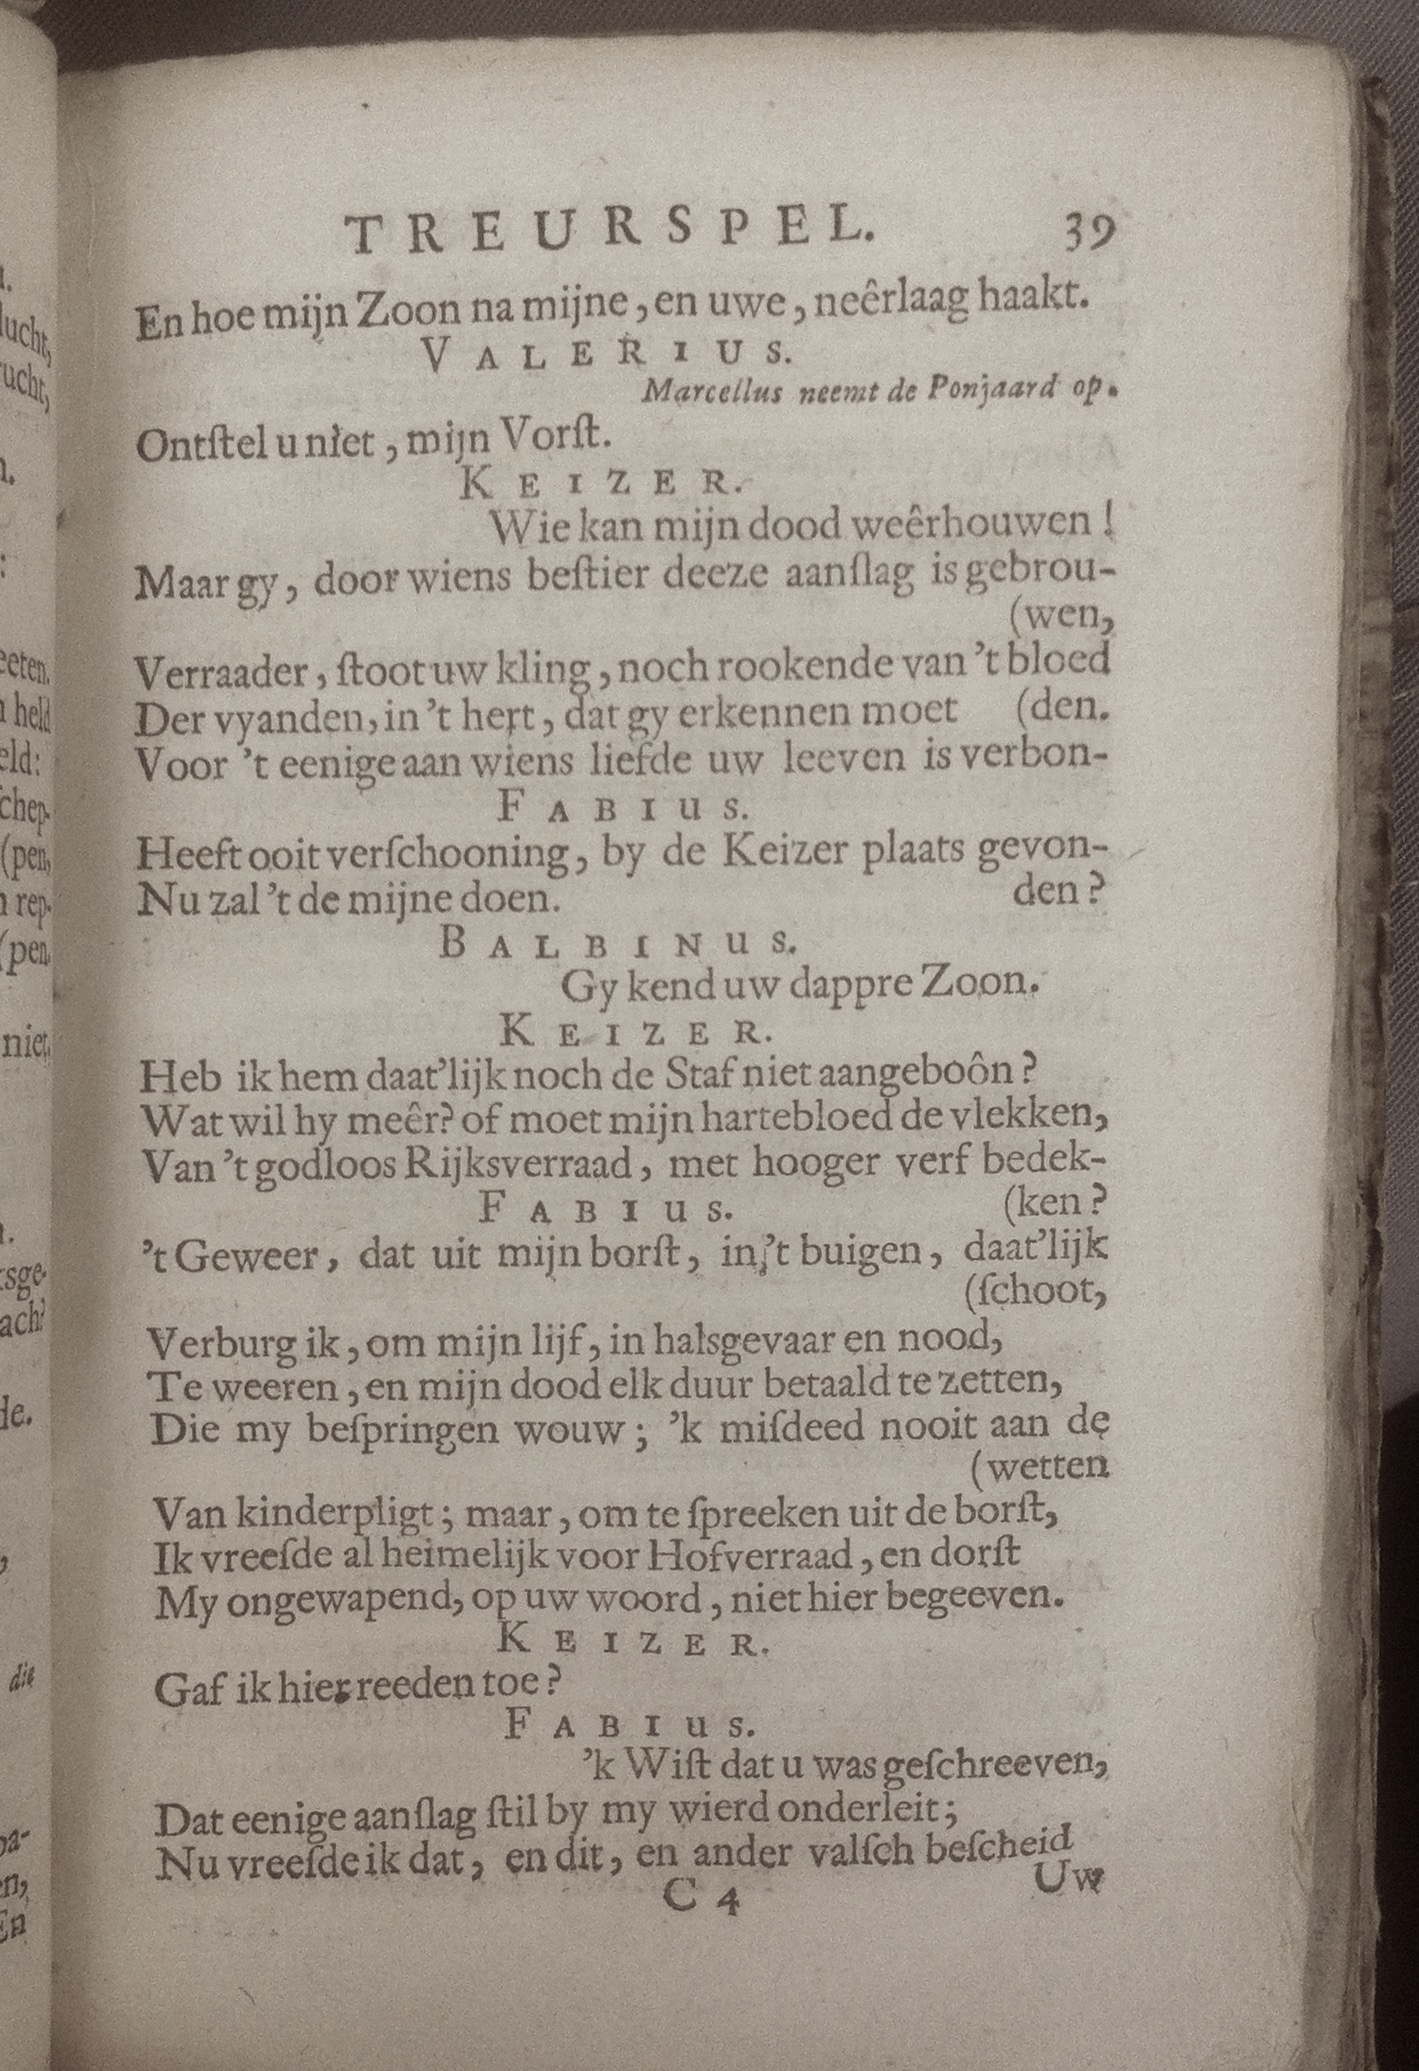 TREURSPEL. 39
En hoe mijn Zoon na mijne, en uwe, neêrlaag haakt.
VALERIUS.
Marcellus neemt de Ponjaard op.
Ontſtel u niet, mijn Vorſt.
KEIZER.
Wie kan mijn dood weêrhouwen!
Maar gy, door wiens beſtier deeze aanſlag is gebrou-
(wen,
Verraader, ſtoot uw kling, noch rookende van 't bloed
Der vyanden, in 't hert, dat gy erkennen moet (den.
Voor 't eenige aan wiens liefde uw leeven is verbon-
FABIUS.
Heeft ooit verſchooning, by de Keizer plaats gevon-
Nu zal 't de mijne doen. den?
BALBINUS.
Gy kend uw dappre Zoon.
KEIZER.
Heb ik hem daat'lijk noch de Staf niet aangeboôn?
Wat wil hy meêr? of moet mijn hartebloed de vlekken,
Van 't godloos Rijksverraad, met hooger verf bedek-
FABIUS. (ken?
't Geweer, dat uit mijn borſt, in 't buigen, daat'lijk
(ſchoot,
Verburg ik, om mijn lijf, in halsgevaar en nood,
Te weeren, en mijn dood elk duur betaald te zetten,
Die my beſpringen wouw; 'k miſdeed nooit aan de
(wetten
Van kinderpligt; maar, om te ſpreeken uit de borſt,
Ik vreeſde al heimelijk voor Hofverraad, en dorſt
My ongewapend, op uw woord, niet hier begeeven.
KEIZER.
Gaf ik hier reeden toe?
FABIUS.
'k Wiſt dat u was geſchreeven,
Dat eenige aanſlag ſtil by my wierd onderleit;
Nu vreeſde ik dat, en dit, en ander valſch beſcheid
C 4 Uw